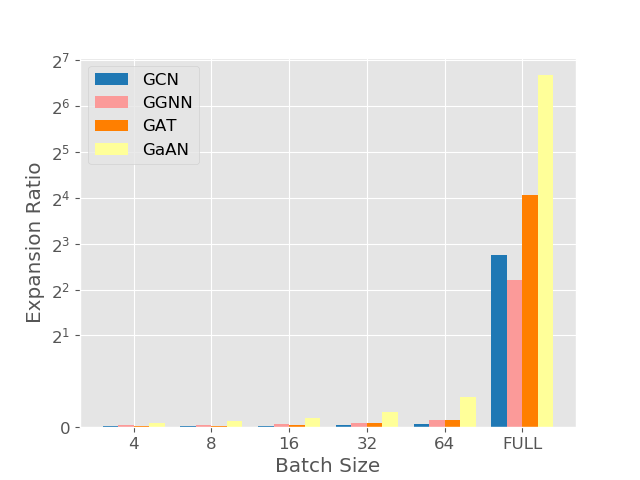 GCN
GGNN
GAT
GaAN
2^7
2^6
2^5
2^4
2^3
2^2
2^1
0
Expansion Ratio
4 8 16 32 64 FULL
Batch Size